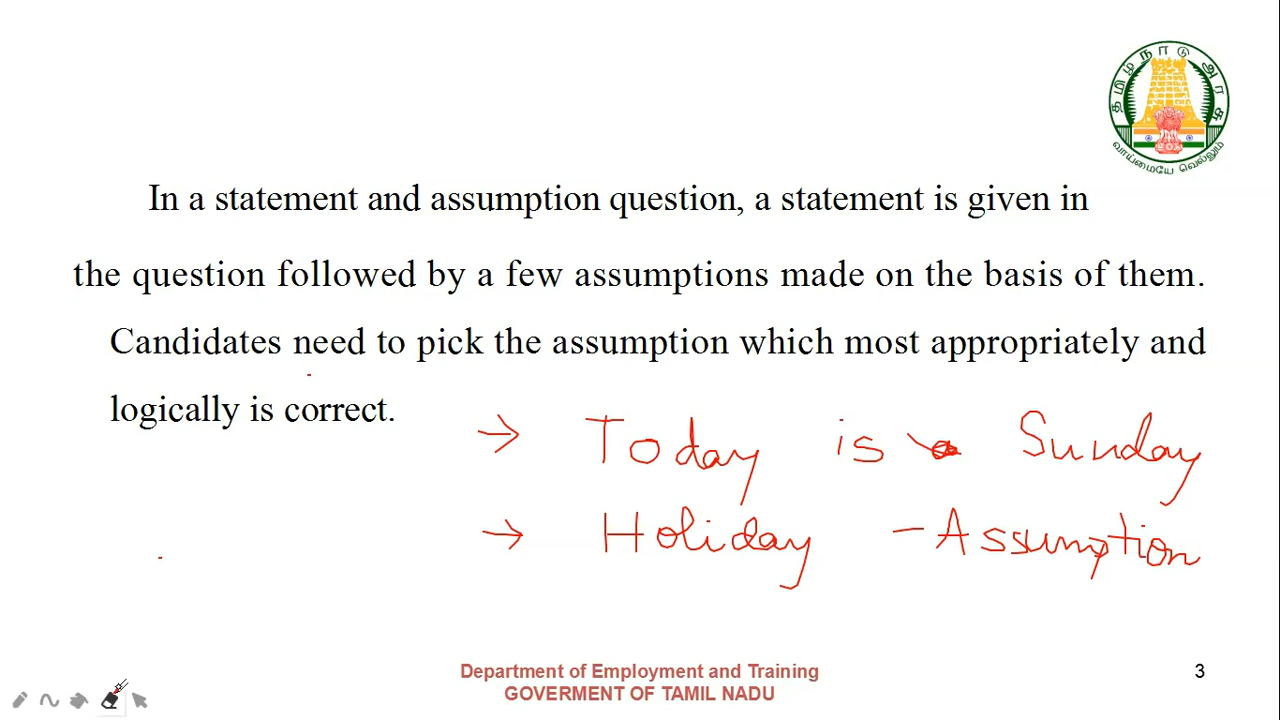 தமிழ்நாடு அரசு
வாய்மையே வெல்லும்
In a statement and assumption question, a statement is given in
the question followed by a few assumptions made on the basis of them.
Candidates need to pick the assumption which most appropriately and
logically is correct.
→ Today is Sunday
→ Holiday - Assumption
Department of Employment and Training
GOVERMENT OF TAMIL NADU
3